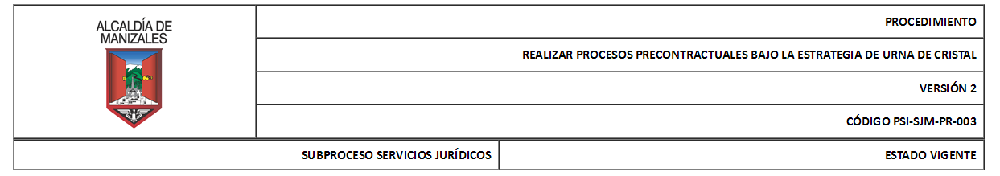 ALCALDÍA DE
MANIZALES
PROCEDIMIENTO
REALIZAR PROCESOS PRECONTRACTUALES BAJO LA ESTRATEGIA DE URNA DE CRISTAL
VERSIÓN 2
CÓDIGO PSI-SJM-PR-003
SUBPROCESO SERVICIOS JURÍDICOS
ESTADO VIGENTE